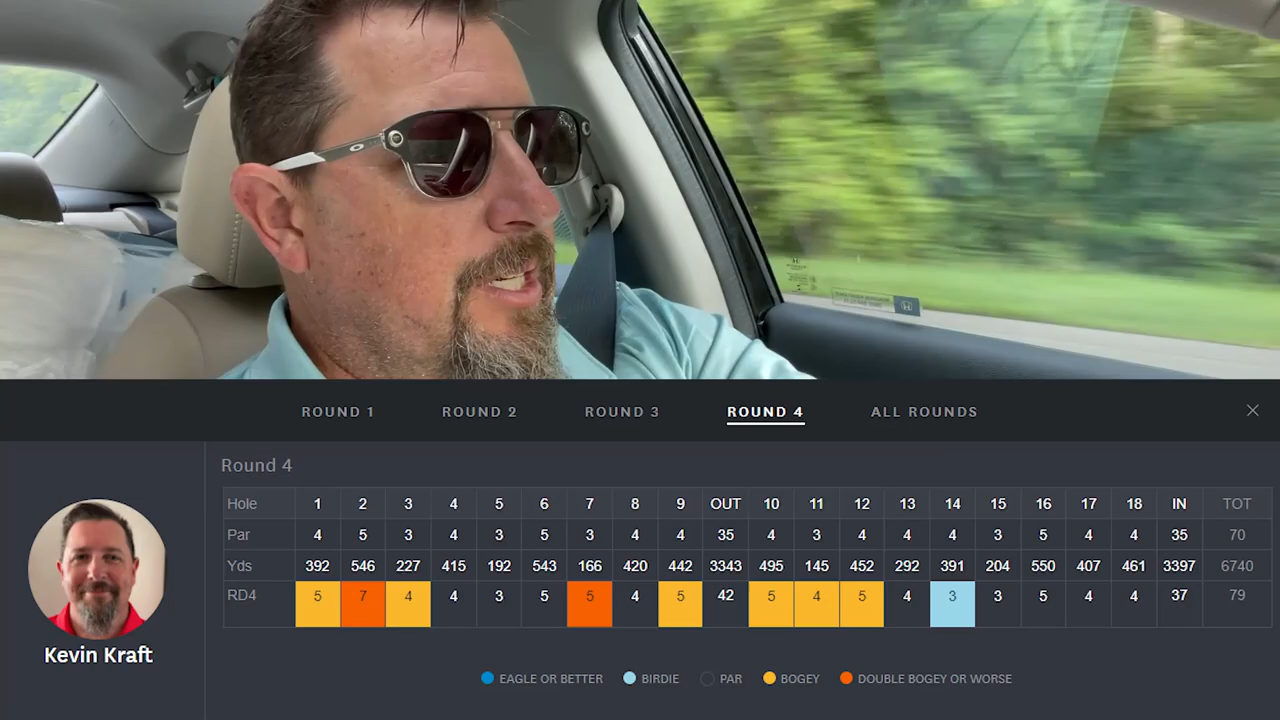 ROUND 1 ROUND 2 ROUND 3 ROUND 4 ALL ROUNDS
Round 4
Hole 1 2 3 4 5 6 7 8 9 OUT 10 11 12 13 14 15 16 17 18 IN TOT
Par 4 5 3 4 3 5 3 4 4 35 4 3 4 4 4 3 5 4 4 35 70
Yds 392 546 227 415 192 543 166 420 442 3343 495 145 452 292 391 204 550 407 461 3397 6740
RD4 5 7 4 4 3 5 5 4 5 42 5 4 5 4 3 3 5 4 4 37 79
Kevin Kraft
EAGLE OR BETTER BIRDIE PAR BOGEY DOUBLE BOGEY OR WORSE